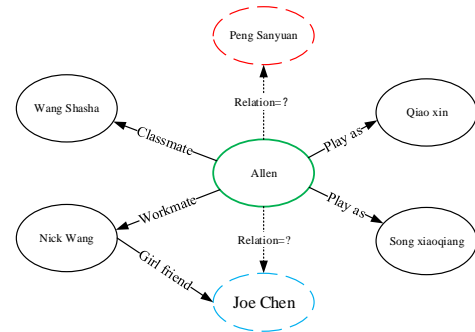 Peng Sanyuan
Relation=?
Wang Shasha
Classmate
Qiao xin
Play as
Allen
Workmate
Play as
Nick Wang
Relation=?
Song xiaoqiang
Girl friend
Joe Chen